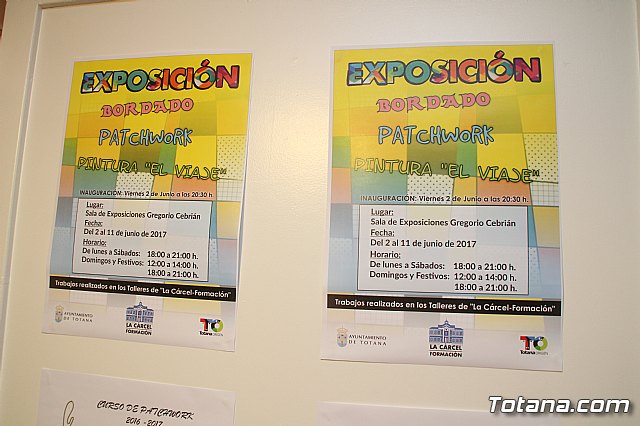 EXPOSICIÓN
BORDADO
PATCHWORK
PINTURA "EL VIAJE"
INAUGURACIÓN: Viernes 2 de Junio a las 20:30 h.
Lugar:
Sala de Exposiciones Gregorio Cebrián
Fecha:
Del 2 al 11 de junio de 2017
Horario:
De lunes a Sábados: 18:00 a 21:00 h.
Domingos y Festivos: 12:00 a 14:00 h.
18:00 a 21:00 h.
Trabajos realizados en los Talleres de "La Cárcel-Formación"
AYUNTAMIENTO
DE TOTANA
LA CÁRCEL
FORMACIÓN
TO
Totana ORIGEN
EXPOSICIÓN
BORDADO
PATCHWORK
PINTURA "EL VIAJE"
INAUGURACIÓN: Viernes 2 de Junio a las 20.30 h.
Lugar:
Sala de Exposiciones Gregorio Cebrián
Fecha:
Del 2 al 11 de junio de 2017
Horario:
De lunes a Sábados: 18:00 a 21:00 h.
Domingos y Festivos: 12:00 a 14:00 h.
18:00 a 21:00 h.
Trabajos realizados en los Talleres de "La Cárcel-Formación"
AYUNTAMIENTO
DE TOTANA
LA CÁRCEL
FORMACIÓN
TO
Totana ORIGEN
CURSO DE PATCHWORK
2016 - 2017
Totana.com